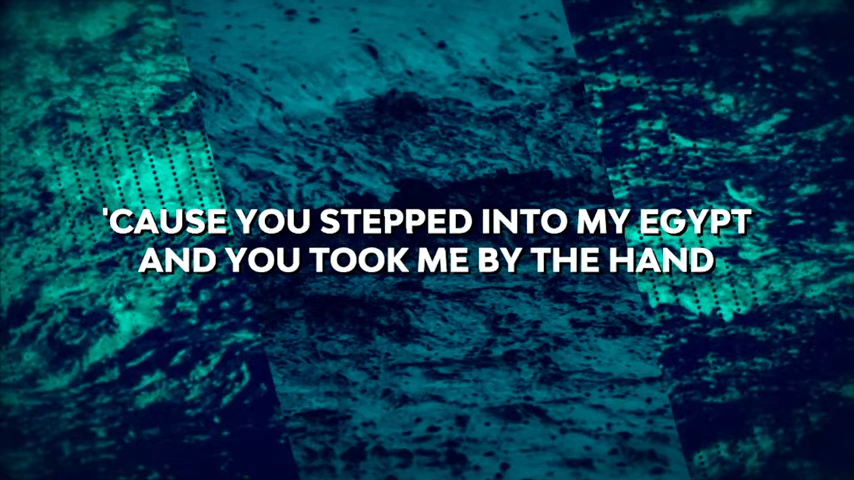 'CAUSE YOU STEPPED INTO MY EGYPT
AND YOU TOOK ME BY THE HAND